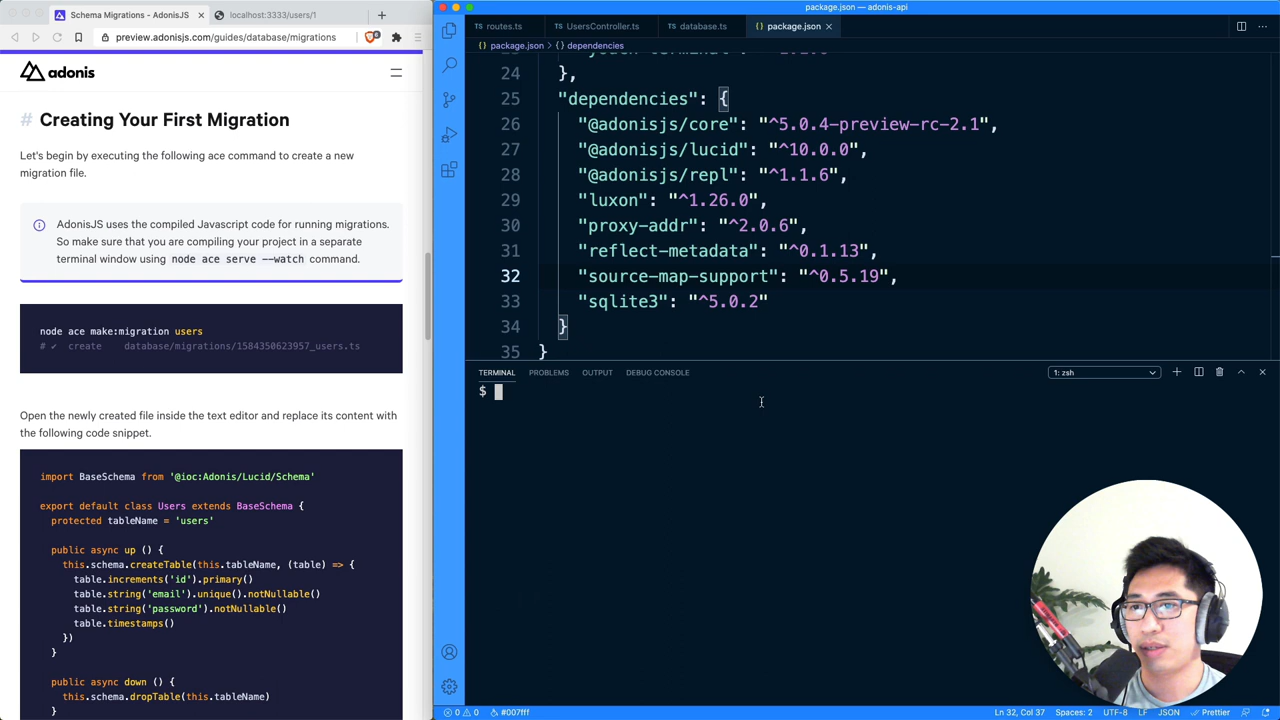 Schema Migrations - AdonisJS
localhost:3333/users/1
preview.adonisjs.com/guides/database/migrations
adonis
# Creating Your First Migration
Let's begin by executing the following ace command to create a new
migration file.
AdonisJS uses the compiled Javascript code for running migrations.
So make sure that you are compiling your project in a separate
terminal window using node ace serve --watch command.
node ace make:migration users
# ✓ create database/migrations/1584350623957_users.ts
Open the newly created file inside the text editor and replace its content with
the following code snippet.
import BaseSchema from '@ioc:Adonis/Lucid/Schema'
export default class Users extends BaseSchema {
protected tableName = 'users'
public async up () {
this.schema.createTable(this.tableName, (table) => {
table.increments('id').primary()
table.string('email').unique().notNullable()
table.string('password').notNullable()
table.timestamps()
})
}
public async down () {
this.schema.dropTable(this.tableName)
package.json — adonis-api
routes.ts
UsersController.ts
database.ts
package.json
package.json > dependencies
24 },
25 "dependencies": {
26 "@adonisjs/core": "^5.0.4-preview-rc-2.1",
27 "@adonisjs/lucid": "^10.0.0",
28 "@adonisjs/repl": "^1.1.6",
29 "luxon": "^1.26.0",
30 "proxy-addr": "^2.0.6",
31 "reflect-metadata": "^0.1.13",
32 "source-map-support": "^0.5.19",
33 "sqlite3": "^5.0.2"
34 }
35 }
TERMINAL PROBLEMS OUTPUT DEBUG CONSOLE
1: zsh
$
0 0 #007fff
Ln 32, Col 37 Spaces: 2 UTF-8 LF JSON Prettier